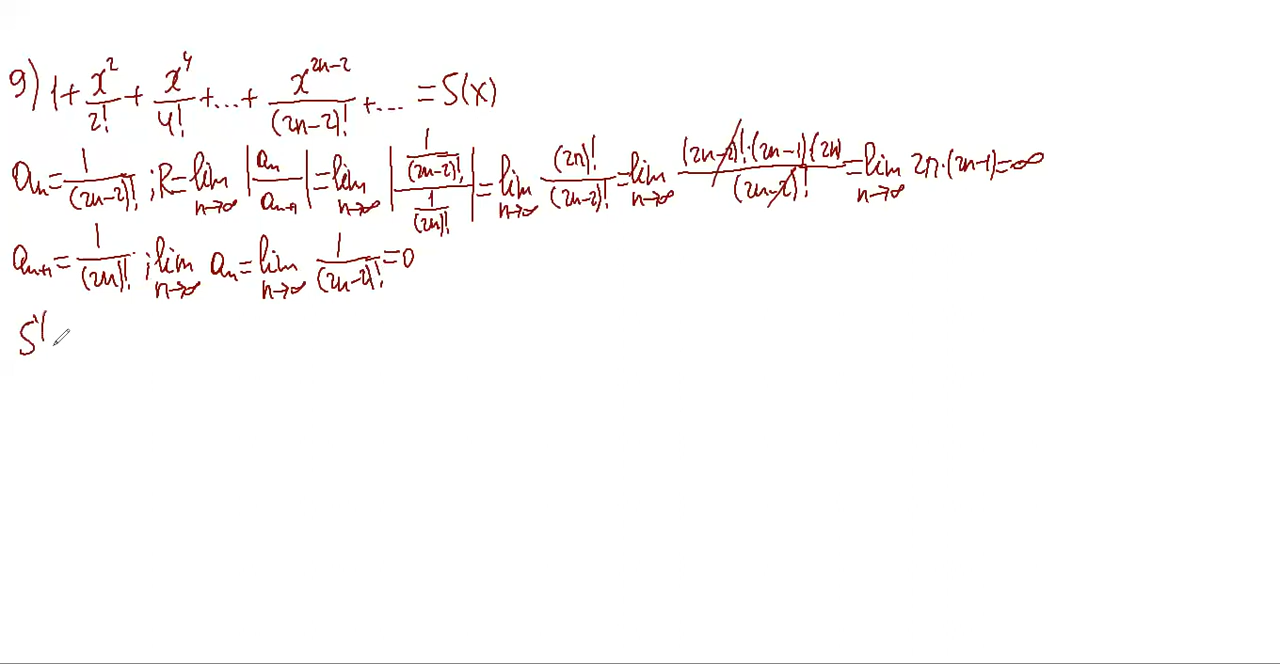 9) 1 + x²/2! + x⁴/4! + ... + x^(2n-2)/(2n-2)! + ... = S(x)
aₙ = 1/(2n-2)! ; R = lim_(n→∞) |aₙ/aₙ₊₁| = lim_(n→∞) |(1/(2n-2)!)/(1/(2n)!)| = lim_(n→∞) (2n)!/(2n-2)! = lim_(n→∞) ((2n-2)!·(2n-1)·(2n))/(2n-2)! = lim_(n→∞) 2n·(2n-1) = ∞
aₙ₊₁ = 1/(2n)! ; lim_(n→∞) aₙ = lim_(n→∞) 1/(2n-2)! = 0
S'(